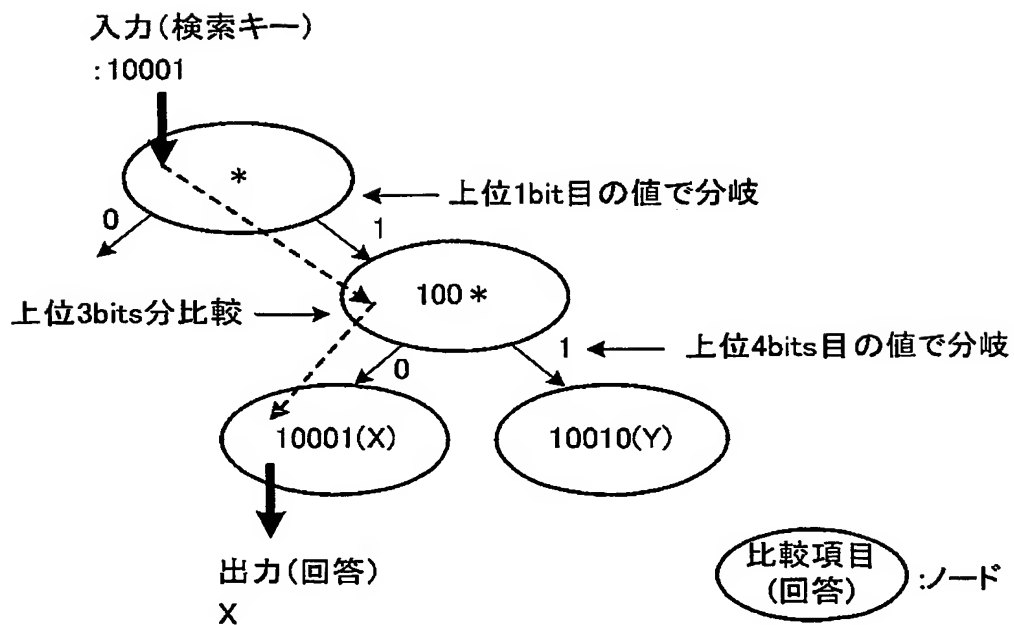 入力(検索キー)
:10001
*
上位1bit目の値で分岐
0
1
100*
上位3bits分比較
上位4bits目の値で分岐
0
1
10001(X)
10010(Y)
出力(回答)
X
比較項目
(回答)
:ノード